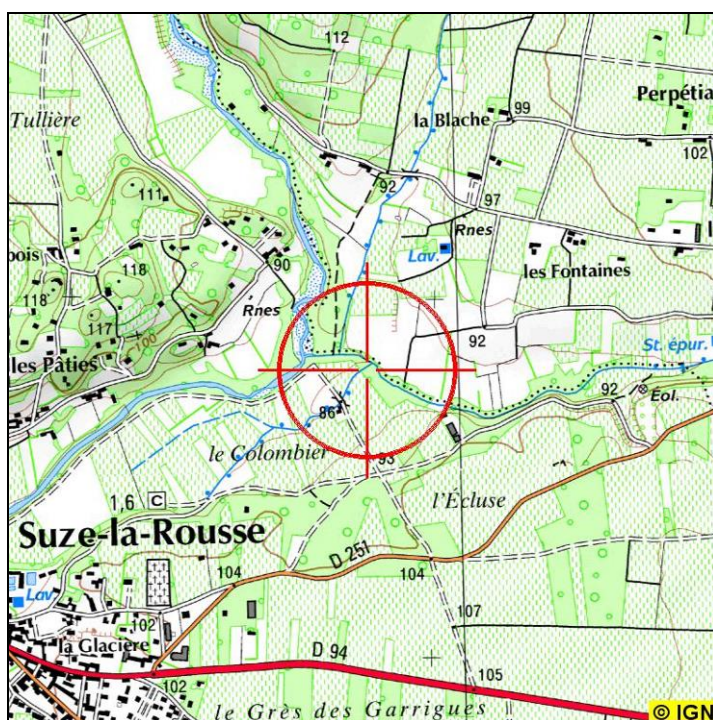 112
Tullière
la Blache
99
Perpétia
102
111
92
97
Rnes
Lav.
bois
118
90
les Fontaines
118
Rnes
117
100
92
St. épur.
les Pâties
92
Éol.
86
le Colombier
93
1,6 C
l'Écluse
Suze-la-Rousse
D 251
104
104
Lav.
102
107
la Glacière
D 94
102
105
le Grès des Garrigues
© IGN